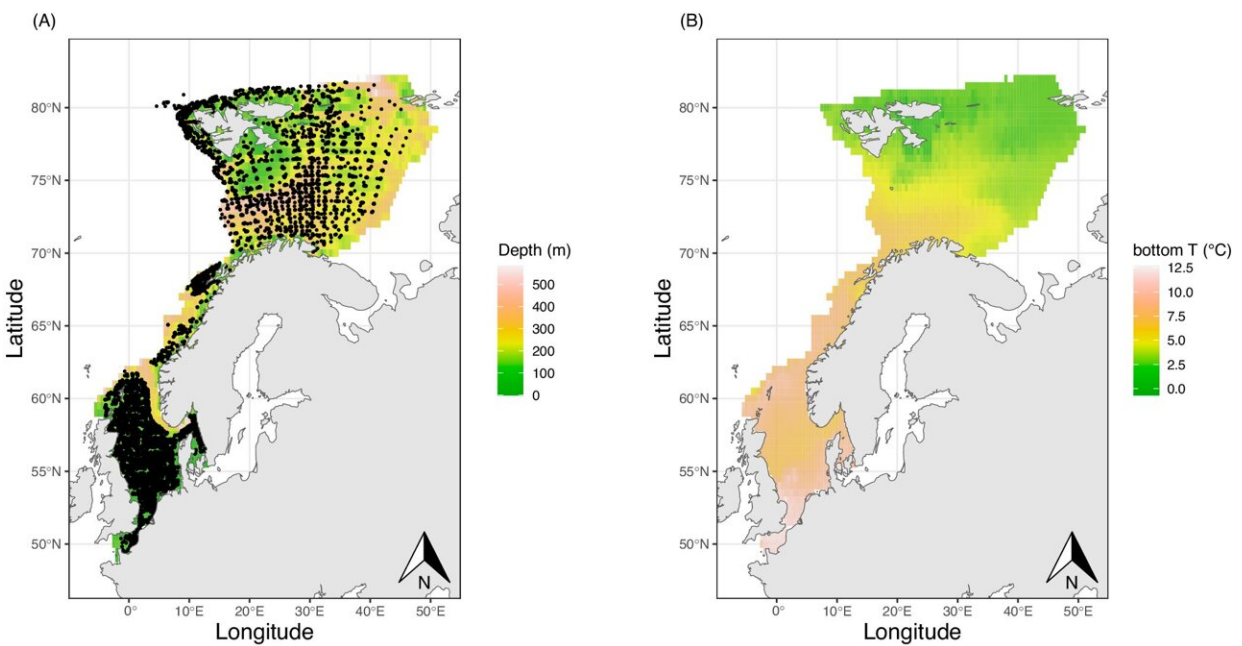 (A)
80°N
75°N
70°N
65°N
60°N
55°N
50°N
Latitude
0°
10°E
20°E
30°E
40°E
50°E
Longitude
N
Depth (m)
500
400
300
200
100
0
(B)
80°N
75°N
70°N
65°N
60°N
55°N
50°N
Latitude
0°
10°E
20°E
30°E
40°E
50°E
Longitude
N
bottom T (°C)
12.5
10.0
7.5
5.0
2.5
0.0